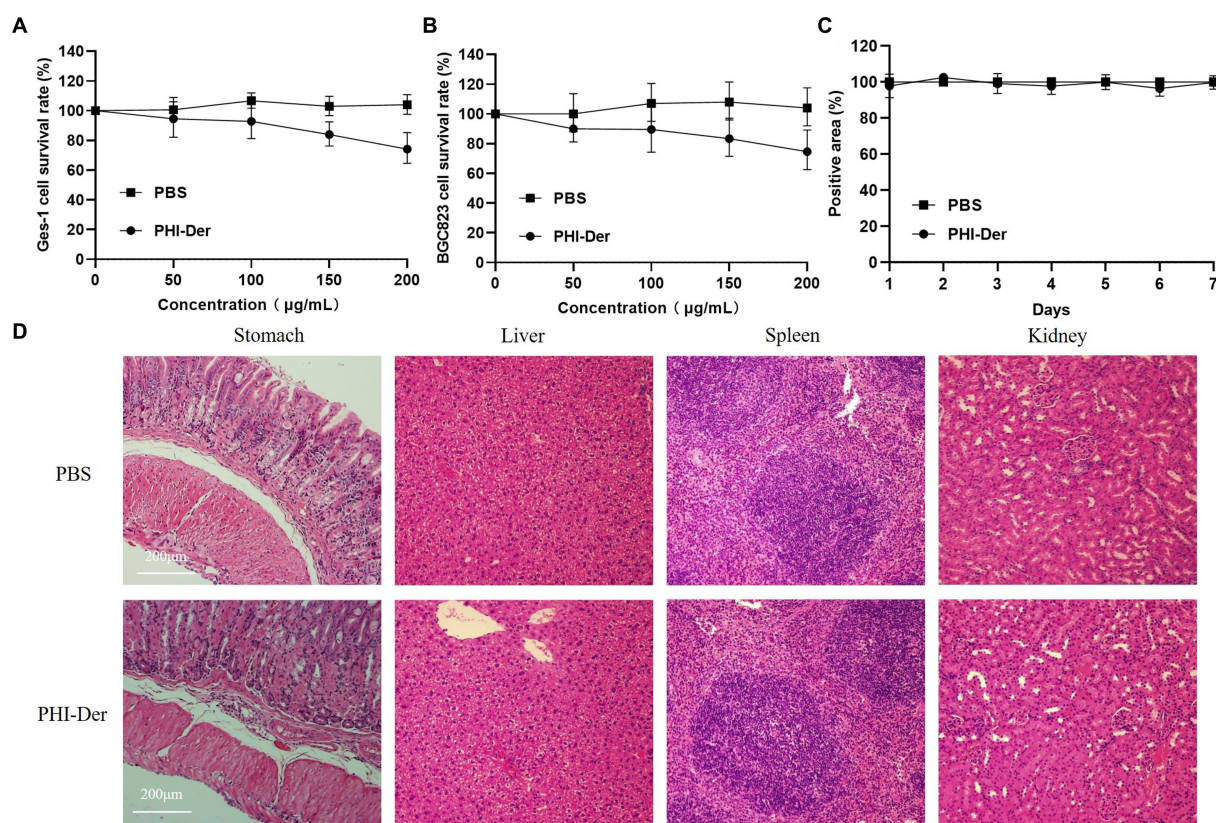 A
140
120
100
80
60
40
20
0
Ges-1 cell survival rate (%)
PBS
PHI-Der
0 50 100 150 200
Concentration（ μg/mL）
B
140
120
100
80
60
40
20
0
BGC823 cell survival rate (%)
PBS
PHI-Der
0 50 100 150 200
Concentration（ μg/mL）
C
120
100
80
60
40
20
0
Positive area (%)
PBS
PHI-Der
1 2 3 4 5 6 7
Days
D
Stomach Liver Spleen Kidney
PBS
200μm
PHI-Der
200μm